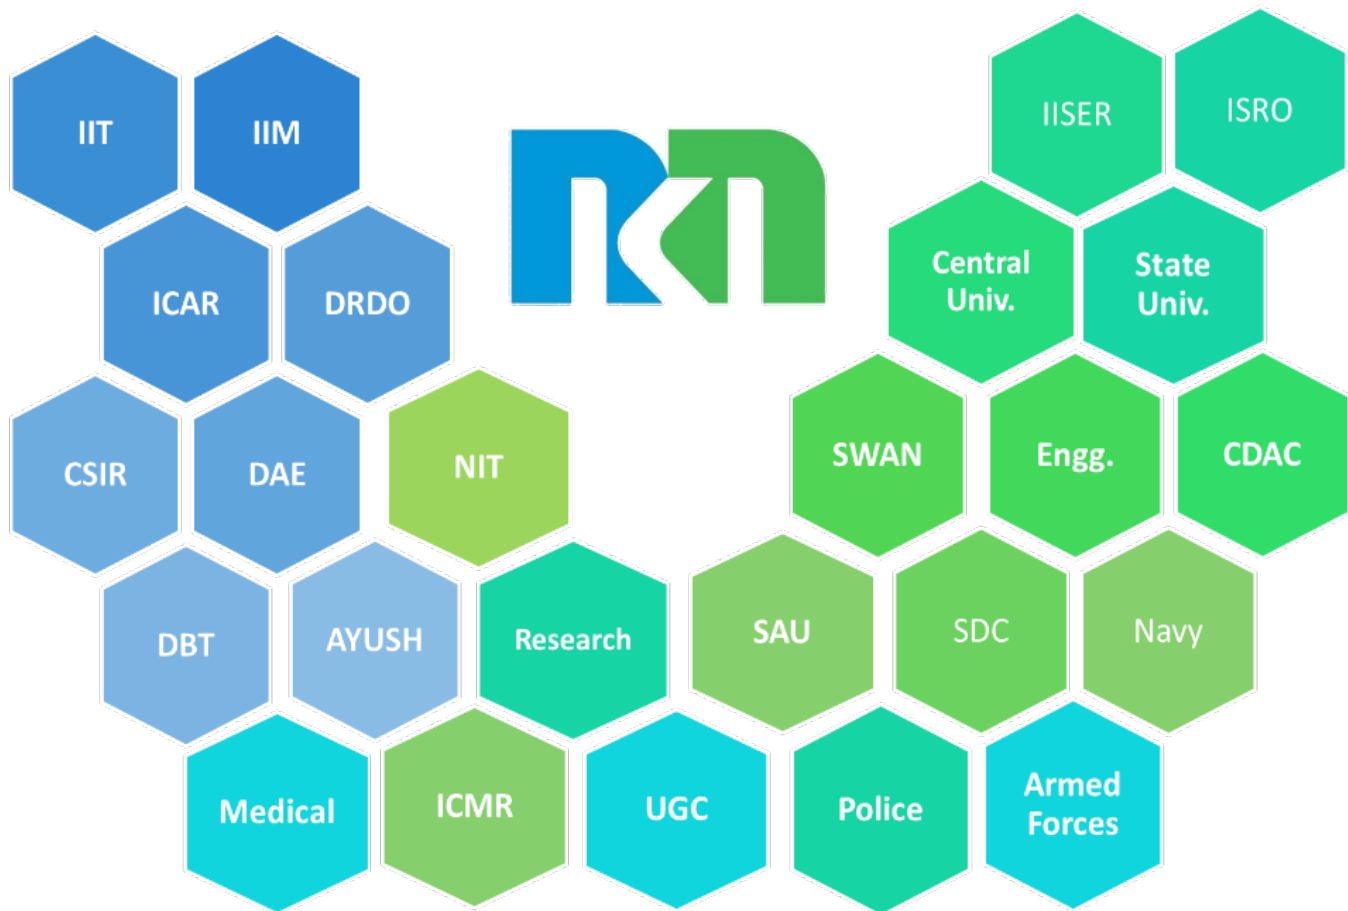 IIT
IIM
IISER
ISRO
NKN
ICAR
DRDO
Central
Univ.
State
Univ.
CSIR
DAE
NIT
SWAN
Engg.
CDAC
DBT
AYUSH
Research
SAU
SDC
Navy
Medical
ICMR
UGC
Police
Armed
Forces